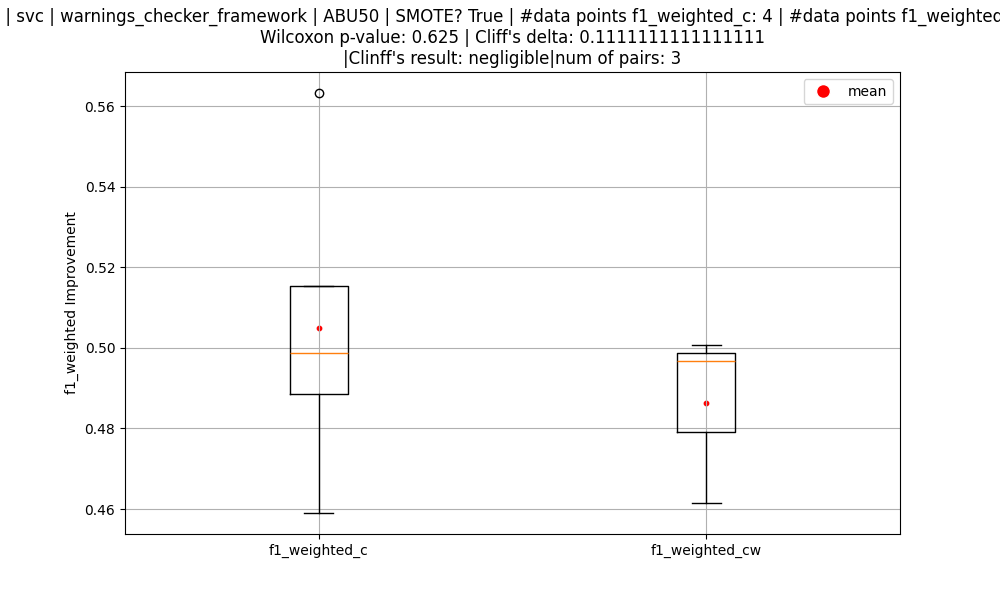 | svc | warnings_checker_framework | ABU50 | SMOTE? True | #data points f1_weighted_c: 4 | #data points f1_weighted
Wilcoxon p-value: 0.625 | Cliff's delta: 0.1111111111111111
|Clinff's result: negligible|num of pairs: 3
mean
0.56
0.54
0.52
0.50
0.48
0.46
f1_weighted Improvement
f1_weighted_c
f1_weighted_cw